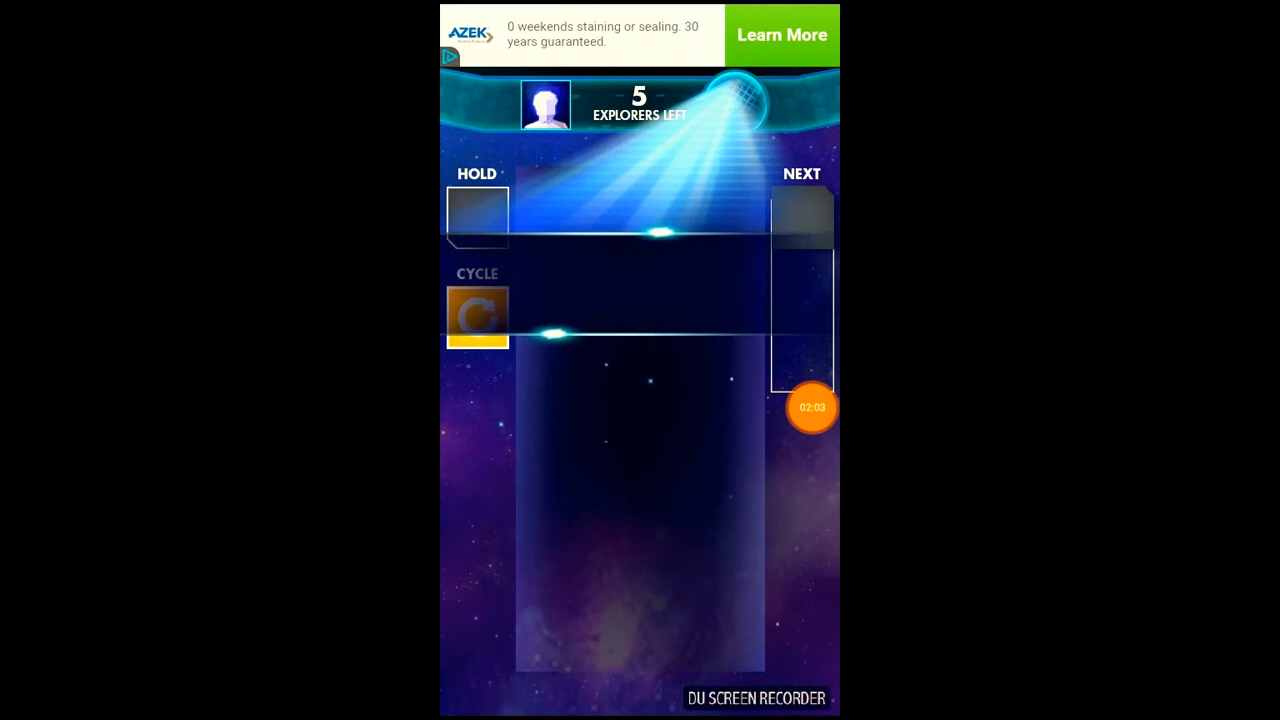 AZEK
0 weekends staining or sealing. 30
years guaranteed.
Learn More
5
EXPLORERS LEFT
HOLD
NEXT
CYCLE
02:03
DU SCREEN RECORDER